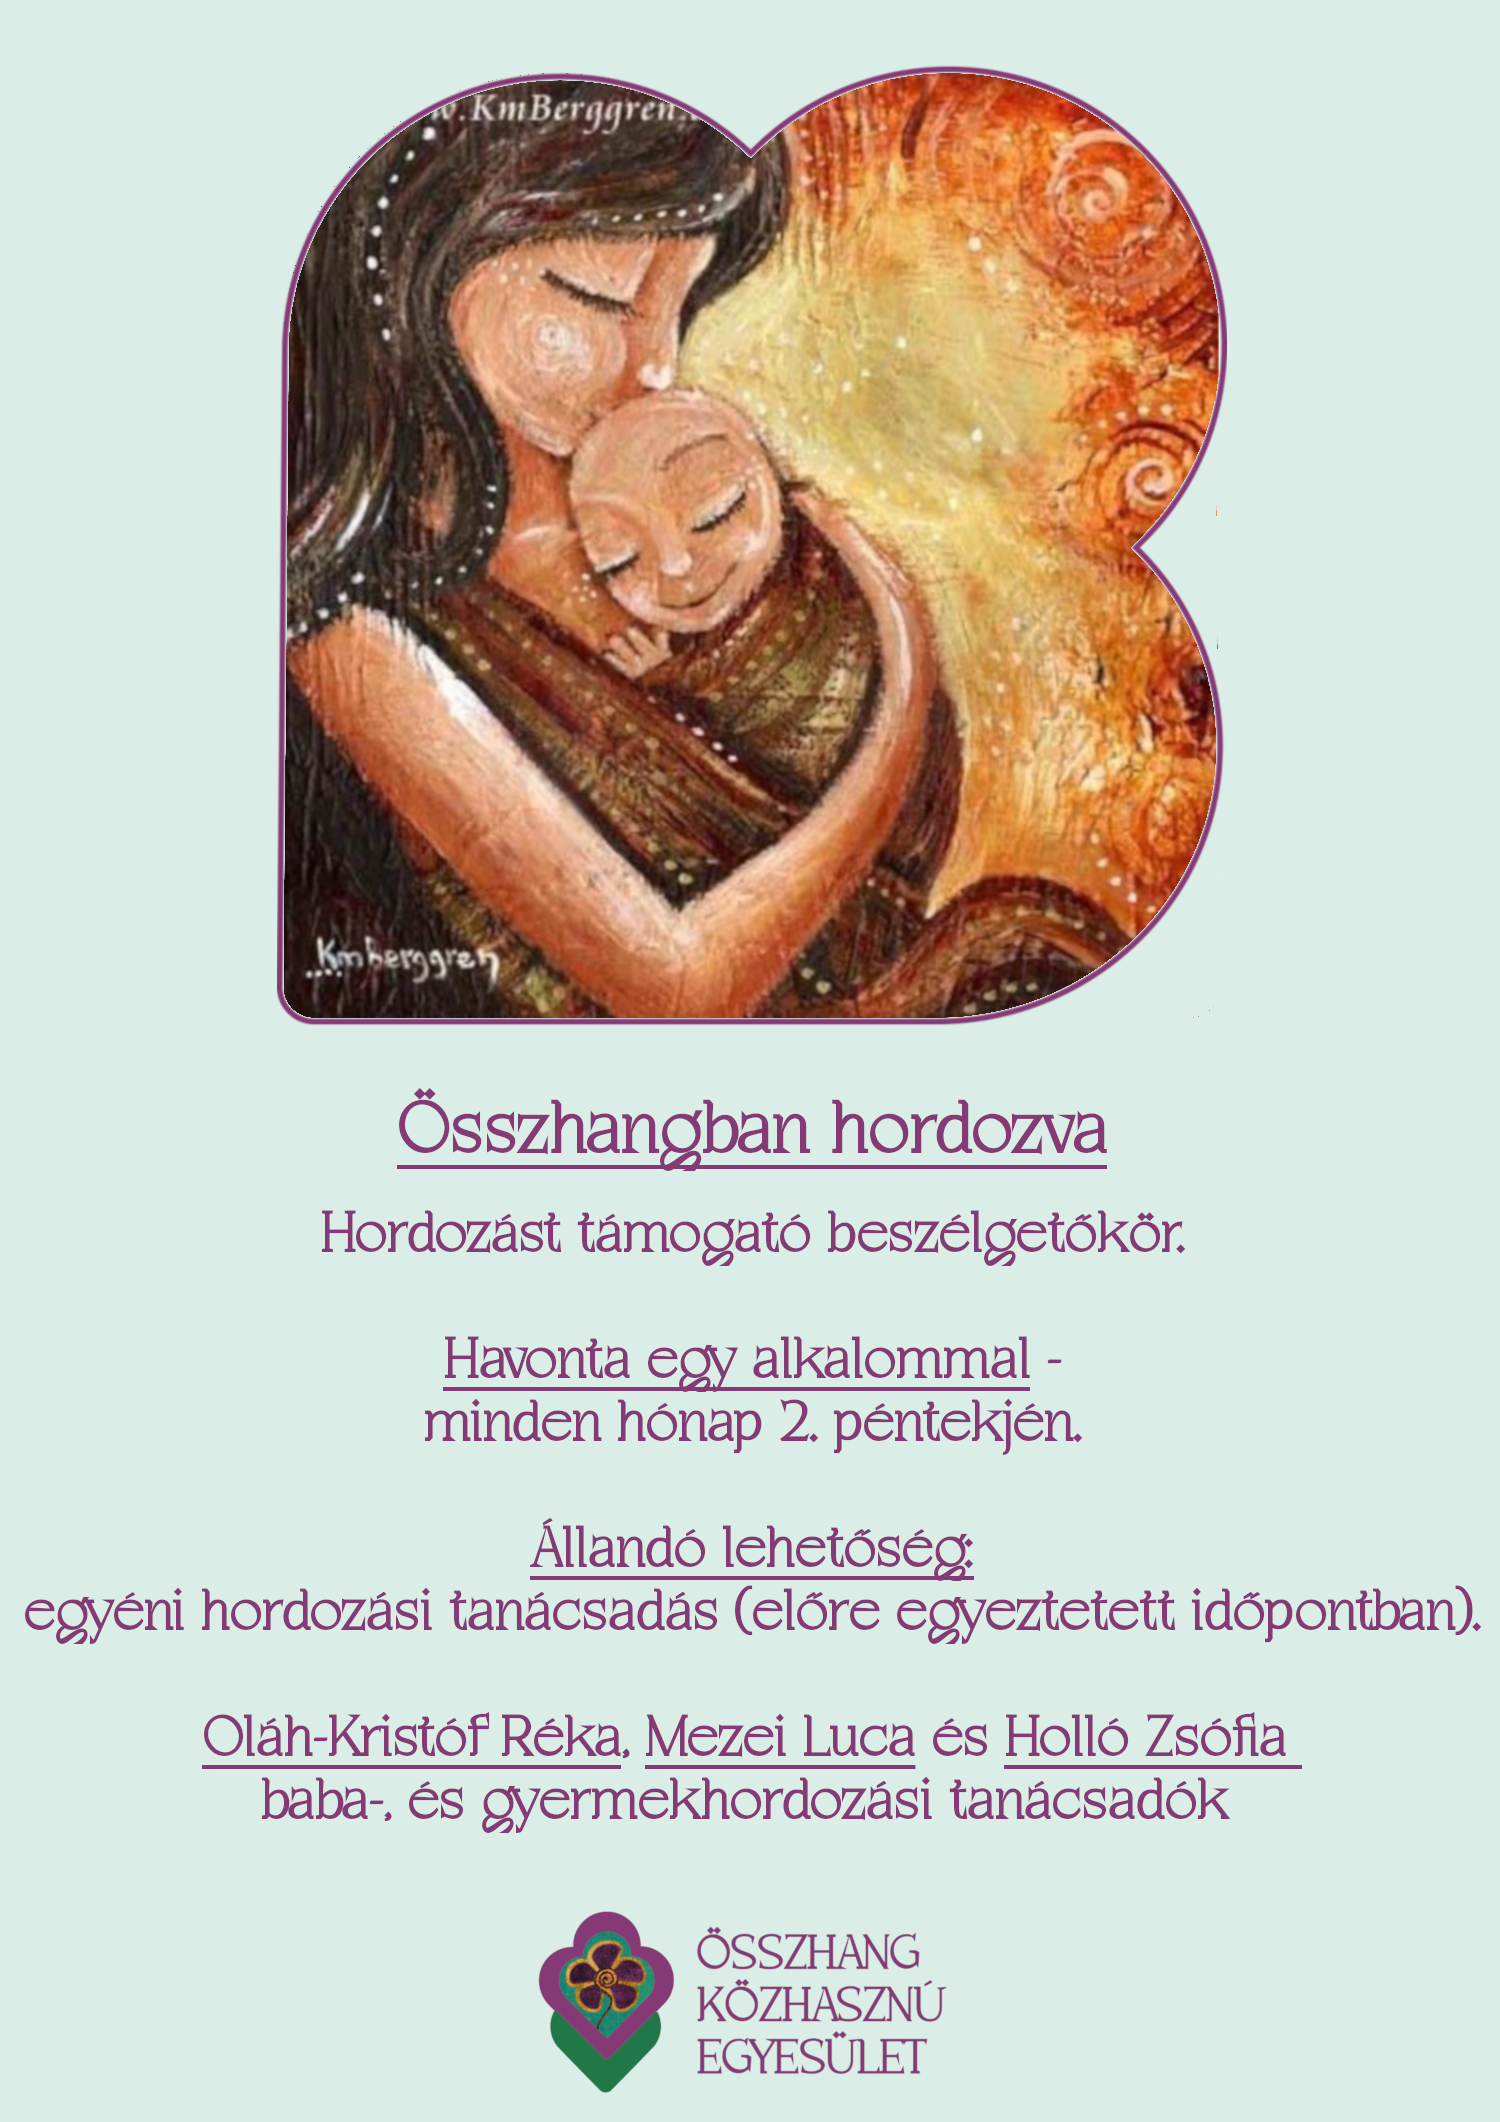 w.KmBerggren.
KmBerggren
Összhangban hordozva
Hordozást támogató beszélgetőkör.
Havonta egy alkalommal -
minden hónap 2. péntekjén.
Állandó lehetőség:
egyéni hordozási tanácsadás (előre egyeztetett időpontban).
Oláh-Kristóf Réka, Mezei Luca és Holló Zsófia
baba-, és gyermekhordozási tanácsadók
ÖSSZHANG
KÖZHASZNÚ
EGYESÜLET